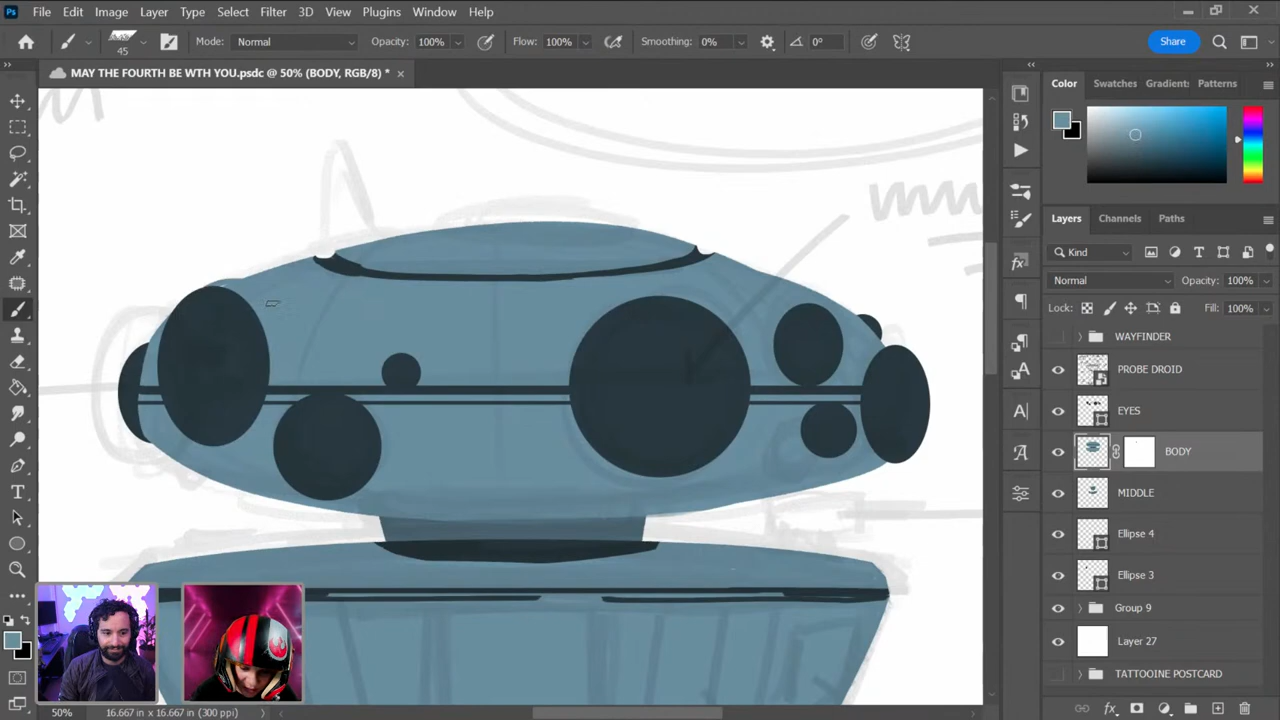 Ps File Edit Image Layer Type Select Filter 3D View Plugins Window Help
45 Mode: Normal Opacity: 100% Flow: 100% Smoothing: 0% 0° Share
MAY THE FOURTH BE WTH YOU.psdc @ 50% (BODY, RGB/8) *
Color Swatches Gradient: Patterns
Layers Channels Paths
Kind
Normal Opacity: 100%
Lock: Fill: 100%
WAYFINDER
PROBE DROID
EYES
BODY
MIDDLE
Ellipse 4
Ellipse 3
Group 9
Layer 27
TATTOOINE POSTCARD
50% 16.667 in x 16.667 in (300 ppi)